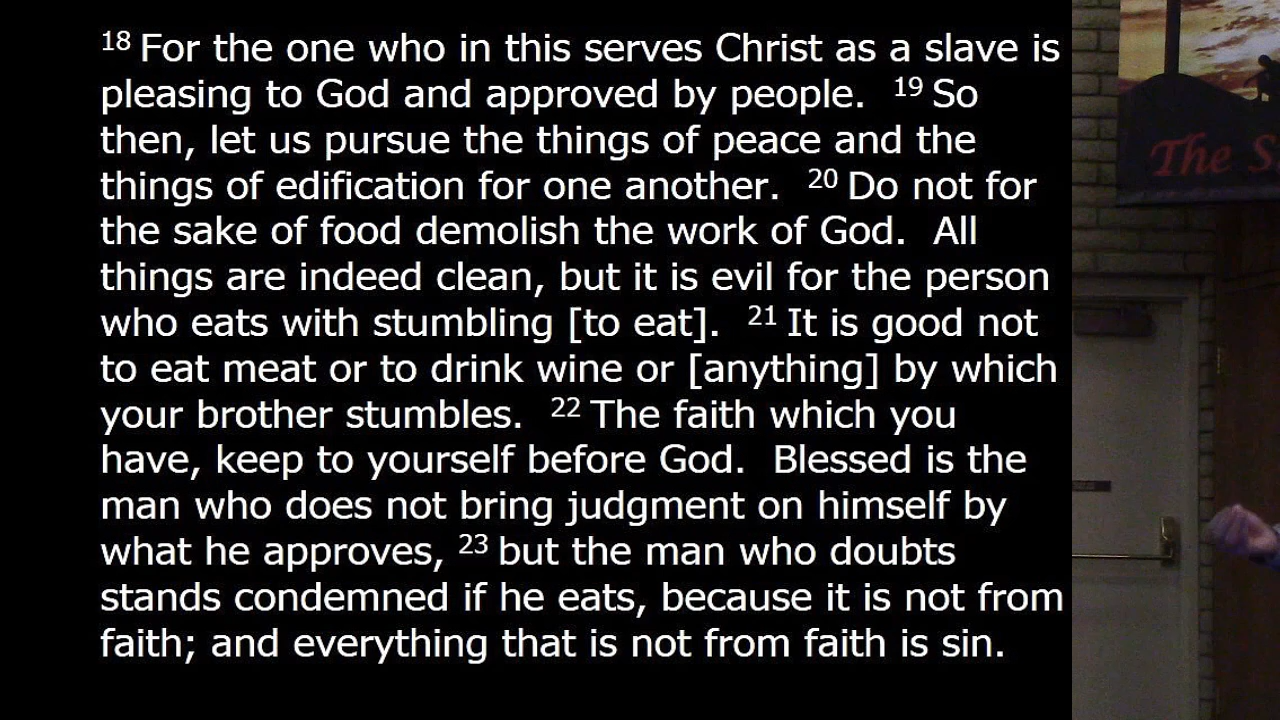 18 For the one who in this serves Christ as a slave is
pleasing to God and approved by people.  19 So
then, let us pursue the things of peace and the
things of edification for one another.  20 Do not for
the sake of food demolish the work of God.  All
things are indeed clean, but it is evil for the person
who eats with stumbling [to eat].  21 It is good not
to eat meat or to drink wine or [anything] by which
your brother stumbles.  22 The faith which you
have, keep to yourself before God.  Blessed is the
man who does not bring judgment on himself by
what he approves, 23 but the man who doubts
stands condemned if he eats, because it is not from
faith; and everything that is not from faith is sin.
The